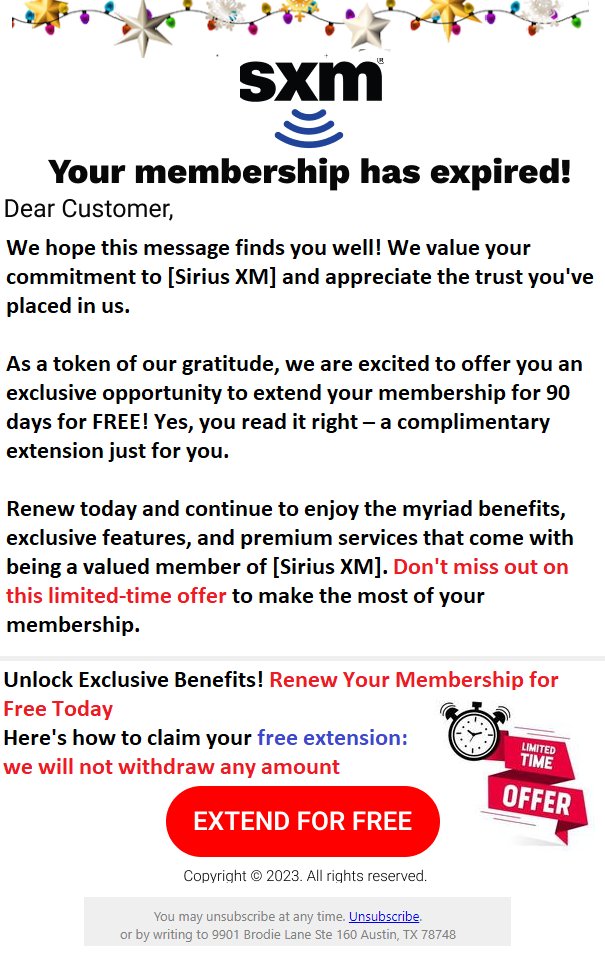 sxm
Your membership has expired!
Dear Customer,
We hope this message finds you well! We value your
commitment to [Sirius XM] and appreciate the trust you've
placed in us.
As a token of our gratitude, we are excited to offer you an
exclusive opportunity to extend your membership for 90
days for FREE! Yes, you read it right – a complimentary
extension just for you.
Renew today and continue to enjoy the myriad benefits,
exclusive features, and premium services that come with
being a valued member of [Sirius XM]. Don't miss out on
this limited-time offer to make the most of your
membership.
Unlock Exclusive Benefits! Renew Your Membership for
Free Today
Here's how to claim your free extension:
we will not withdraw any amount
LIMITED
TIME
OFFER
EXTEND FOR FREE
Copyright © 2023. All rights reserved.
You may unsubscribe at any time. Unsubscribe.
or by writing to 9901 Brodie Lane Ste 160 Austin, TX 78748